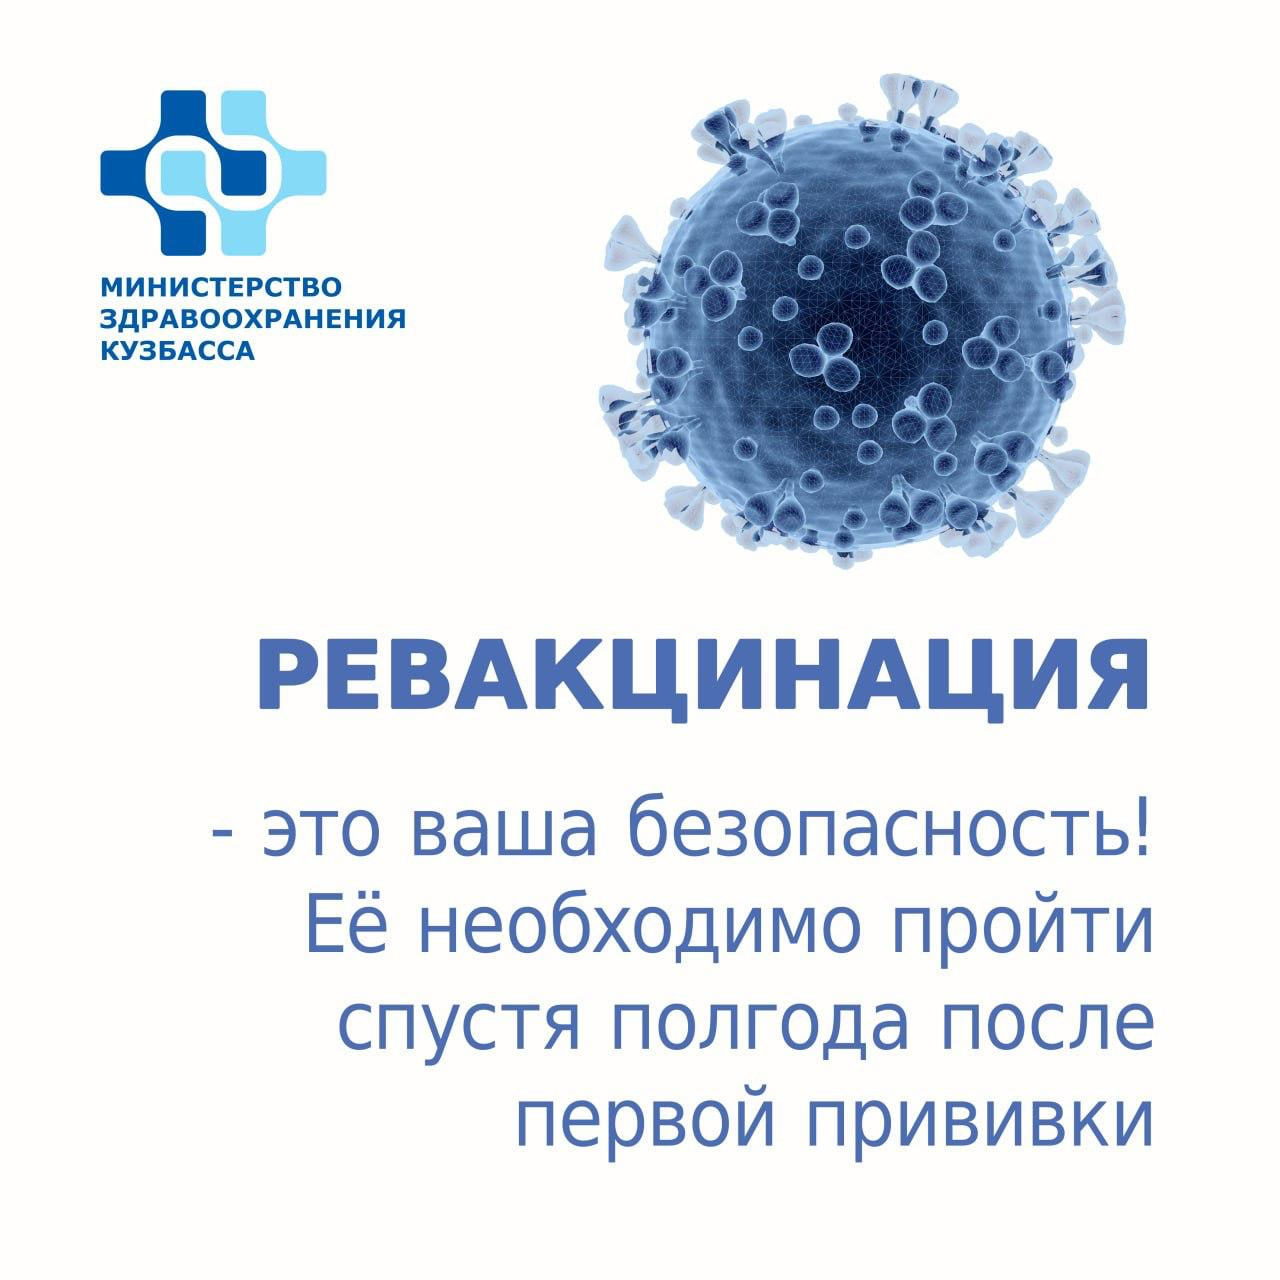 МИНИСТЕРСТВО
ЗДРАВООХРАНЕНИЯ
КУЗБАССА
РЕВАКЦИНАЦИЯ
- это ваша безопасность!
Её необходимо пройти
спустя полгода после
первой прививки